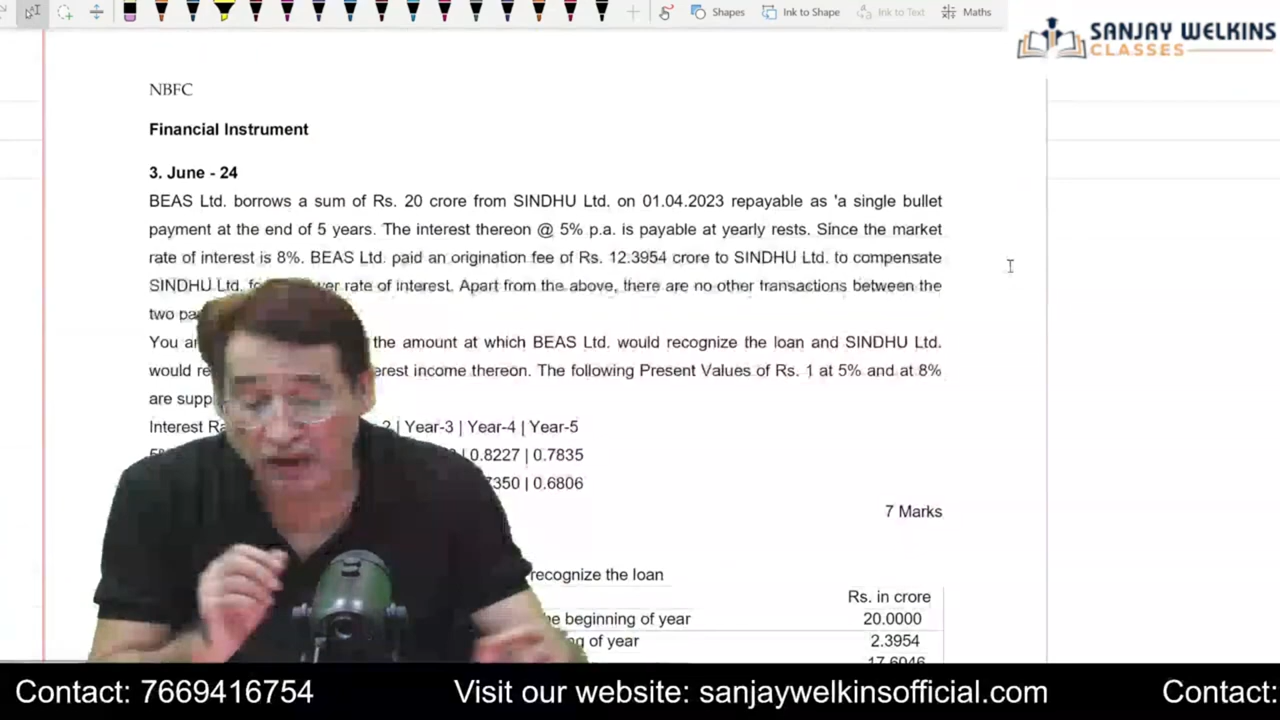 Shapes Ink to Shape Ink to Text Maths
SANJAY WELKINS
CLASSES
NBFC
Financial Instrument
3. June - 24
BEAS Ltd. borrows a sum of Rs. 20 crore from SINDHU Ltd. on 01.04.2023 repayable as 'a single bullet
payment at the end of 5 years. The interest thereon @ 5% p.a. is payable at yearly rests. Since the market
rate of interest is 8%. BEAS Ltd. paid an origination fee of Rs. 12.3954 crore to SINDHU Ltd. to compensate
SINDHU Ltd. rate of interest. Apart from the above, there are no other transactions between the
two
You the amount at which BEAS Ltd. would recognize the loan and SINDHU Ltd.
would income thereon. The following Present Values of Rs. 1 at 5% and at 8%
are
Interest | Year-3 | Year-4 | Year-5
| 0.8227 | 0.7835
| 0.6806
7 Marks
recognize the loan
Rs. in crore
beginning of year 20.0000
of year 2.3954
17.6046
Contact: 7669416754 Visit our website: sanjaywelkinsofficial.com Contact: